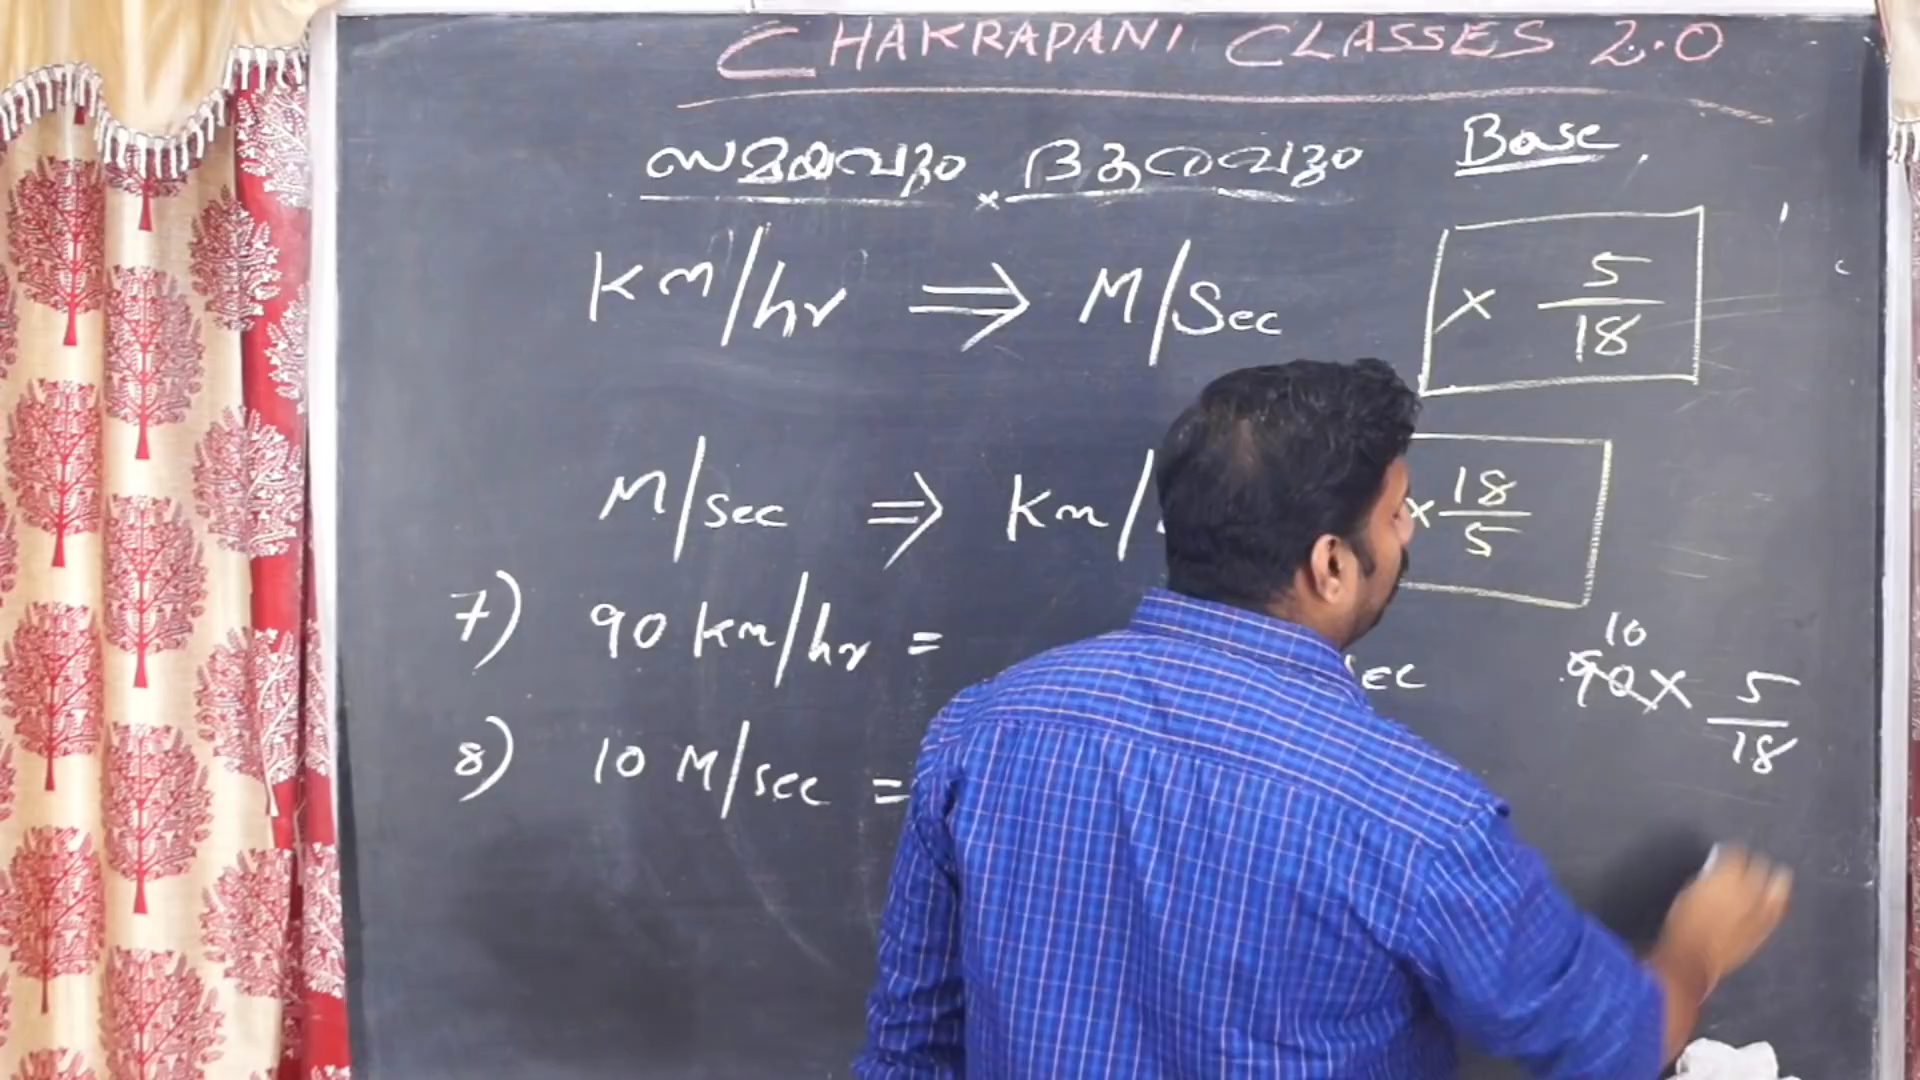 CHAKRAPANI CLASSES 2.0
സമയവും ദൂരവും Base
Km/hr ⇒ M/Sec × 5/18
M/sec ⇒ Km/ × 18/5
7) 90 Km/hr =
10
90 × 5/18
8) 10 M/sec =